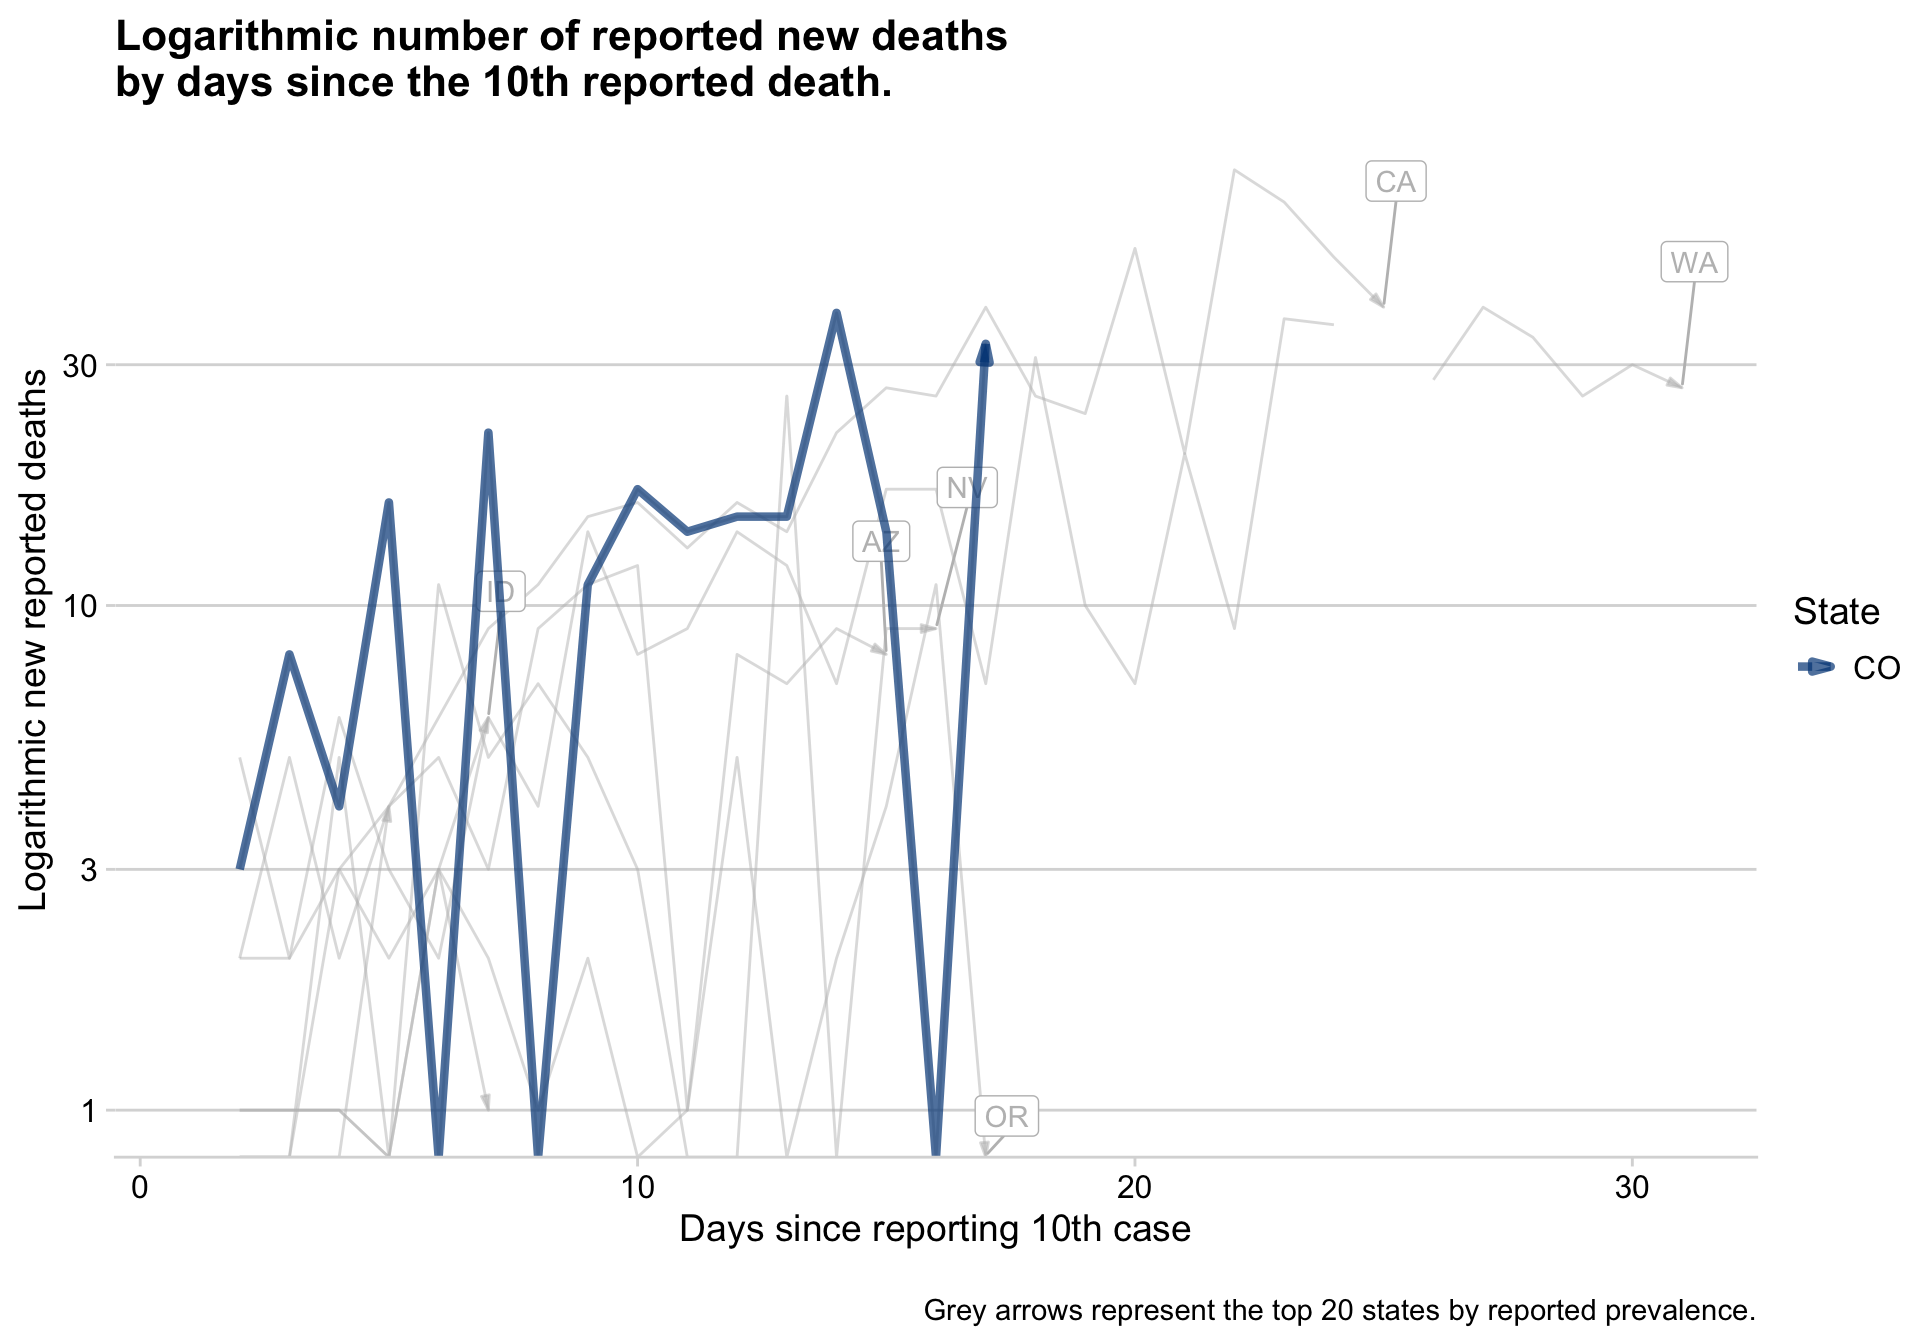 Logarithmic number of reported new deaths
by days since the 10th reported death.
CA
WA
30
NV
AZ
ID
10
3
1
OR
Logarithmic new reported deaths
State
CO
0
10
20
30
Days since reporting 10th case
Grey arrows represent the top 20 states by reported prevalence.